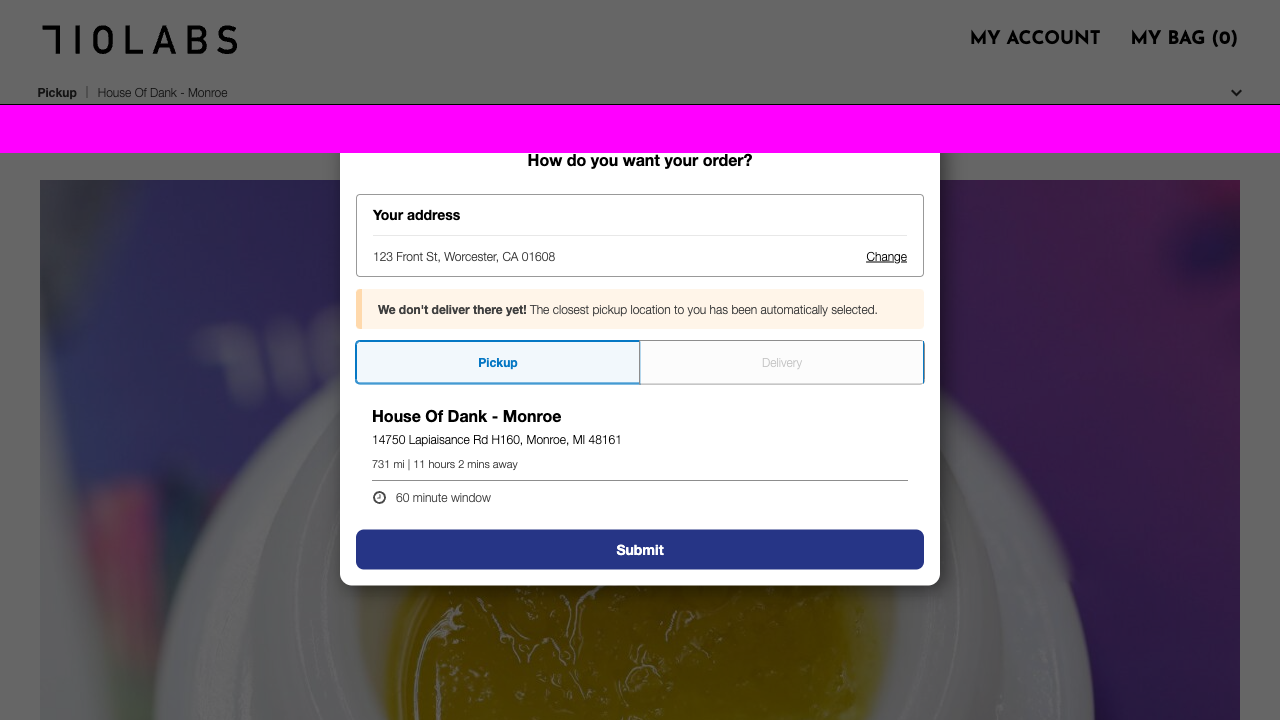 710LABS
MY ACCOUNT
MY BAG (0)
Pickup | House Of Dank - Monroe
How do you want your order?
Your address
123 Front St, Worcester, CA 01608
Change
We don't deliver there yet! The closest pickup location to you has been automatically selected.
Pickup
Delivery
House Of Dank - Monroe
14750 Laplaisance Rd H160, Monroe, MI 48161
731 mi | 11 hours 2 mins away
60 minute window
Submit